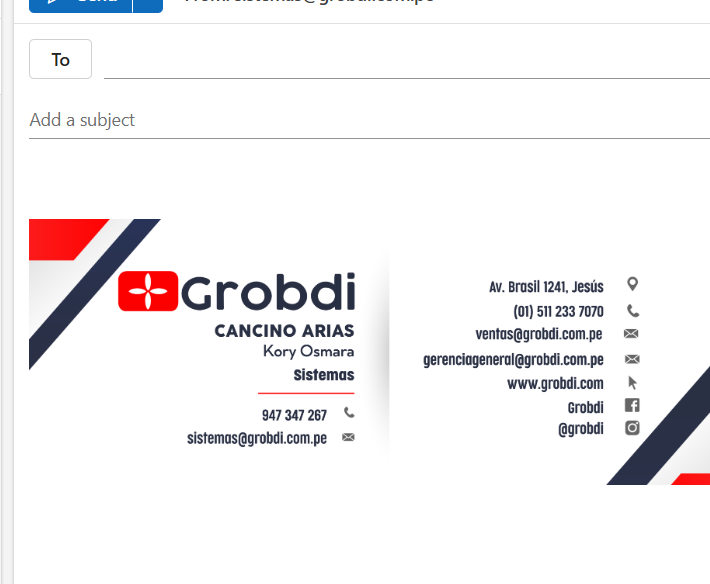 To
Add a subject
Grobdi
CANCINO ARIAS
Kory Osmara
Sistemas
947 347 267
sistemas@grobdi.com.pe
Av. Brasil 1241, Jesús
(01) 511 233 7070
ventas@grobdi.com.pe
gerenciageneral@grobdi.com.pe
www.grobdi.com
Grobdi
@grobdi